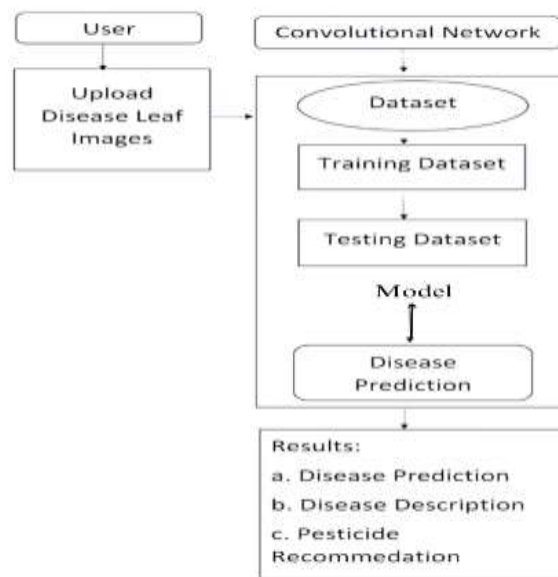 User
Convolutional Network
Upload
Disease Leaf
Images
Dataset
Training Dataset
Testing Dataset
Model
Disease
Prediction
Results:
a. Disease Prediction
b. Disease Description
c. Pesticide
Recommedation